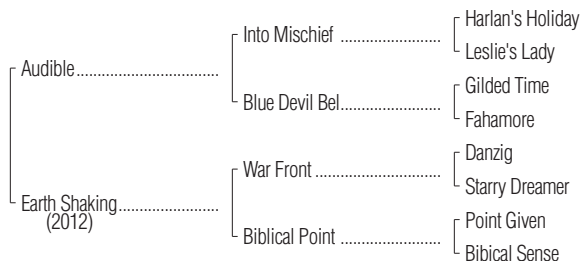 Harlan's Holiday
Into Mischief
Leslie's Lady
Audible
Gilded Time
Blue Devil Bel
Fahamore
Danzig
War Front
Starry Dreamer
Earth Shaking
(2012)
Point Given
Biblical Point
Bibical Sense